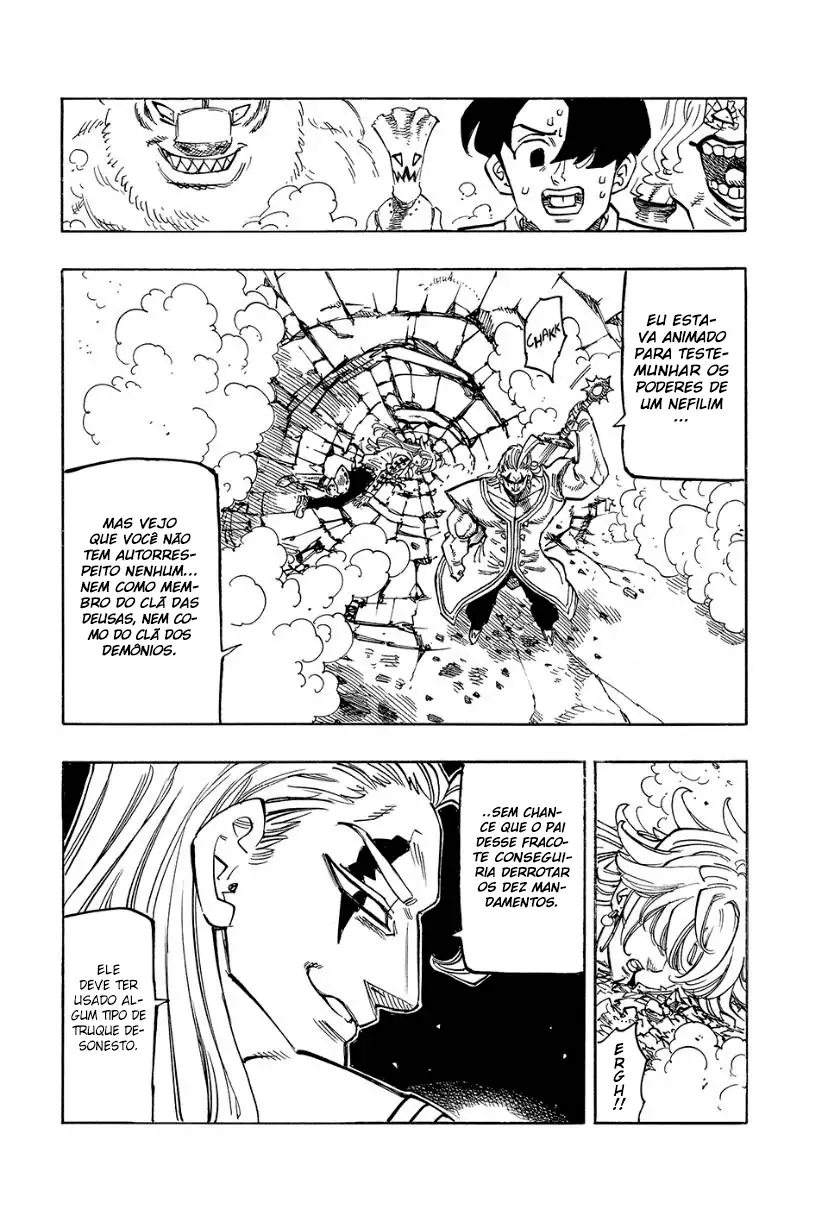 CHAKK
EU ESTA-
VA ANIMADO
PARA TESTE-
MUNHAR OS
PODERES DE
UM NEFILIM
...
MAS VEJO
QUE VOCÊ NÃO
TEM AUTORRES-
PEITO NENHUM...
NEM COMO MEM-
BRO DO CLÃ DAS
DEUSAS, NEM CO-
MO DO CLÃ DOS
DEMÔNIOS.
ERGH!!
..SEM CHAN-
CE QUE O PAI
DESSE FRACO-
TE CONSEGUI-
RIA DERROTAR
OS DEZ MAN-
DAMENTOS.
ELE
DEVE TER
USADO AL-
GUM TIPO DE
TRUQUE DE-
SONESTO.